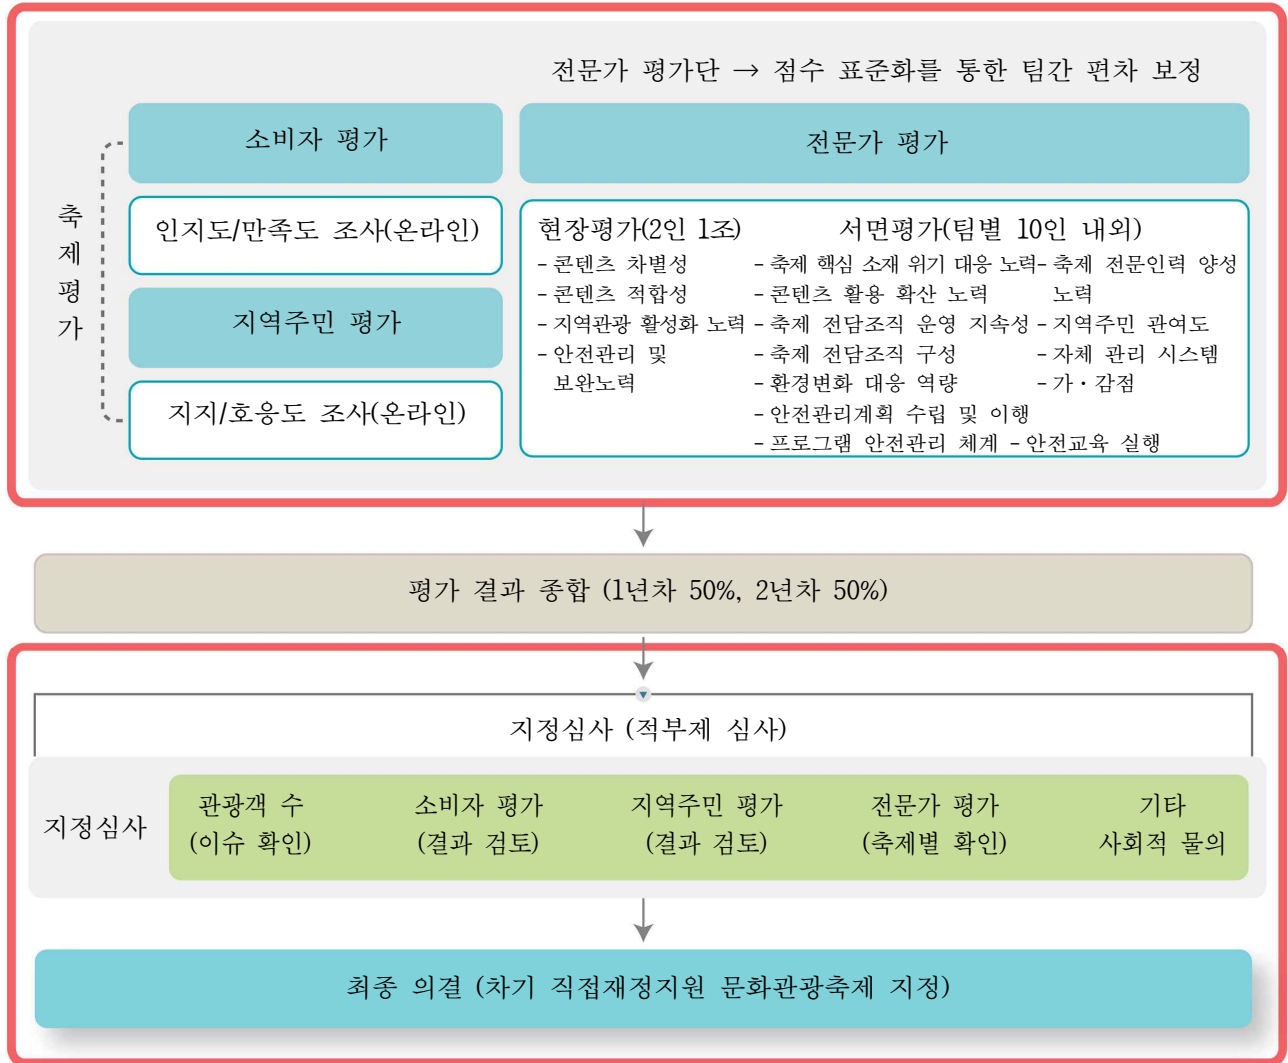 전문가 평가단 → 점수 표준화를 통한 팀간 편차 보정
축제평가
소비자 평가
인지도/만족도 조사(온라인)
지역주민 평가
지지/호응도 조사(온라인)
전문가 평가
현장평가(2인 1조)
- 콘텐츠 차별성
- 콘텐츠 적합성
- 지역관광 활성화 노력
- 안전관리 및
보완노력
서면평가(팀별 10인 내외)
- 축제 핵심 소재 위기 대응 노력
- 콘텐츠 활용 확산 노력
- 축제 전담조직 운영 지속성
- 축제 전담조직 구성
- 환경변화 대응 역량
- 안전관리계획 수립 및 이행
- 프로그램 안전관리 체계 - 안전교육 실행
- 축제 전문인력 양성
노력
- 지역주민 관여도
- 자체 관리 시스템
- 가·감점
평가 결과 종합 (1년차 50%, 2년차 50%)
지정심사 (적부제 심사)
지정심사
관광객 수
(이슈 확인)
소비자 평가
(결과 검토)
지역주민 평가
(결과 검토)
전문가 평가
(축제별 확인)
기타
사회적 물의
최종 의결 (차기 직접재정지원 문화관광축제 지정)